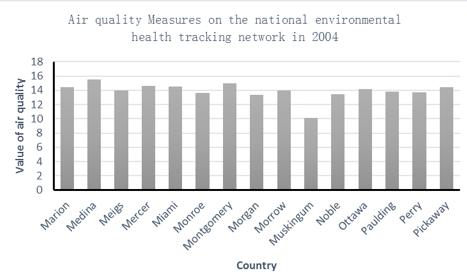 Air quality Measures on the national environmental
health tracking network in 2004
Value of air quality
18
16
14
12
10
8
6
4
2
0
Marion
Medina
Meigs
Mercer
Miami
Monroe
Montgomery
Morgan
Morrow
Muskingum
Noble
Ottawa
Paulding
Perry
Pickaway
Country